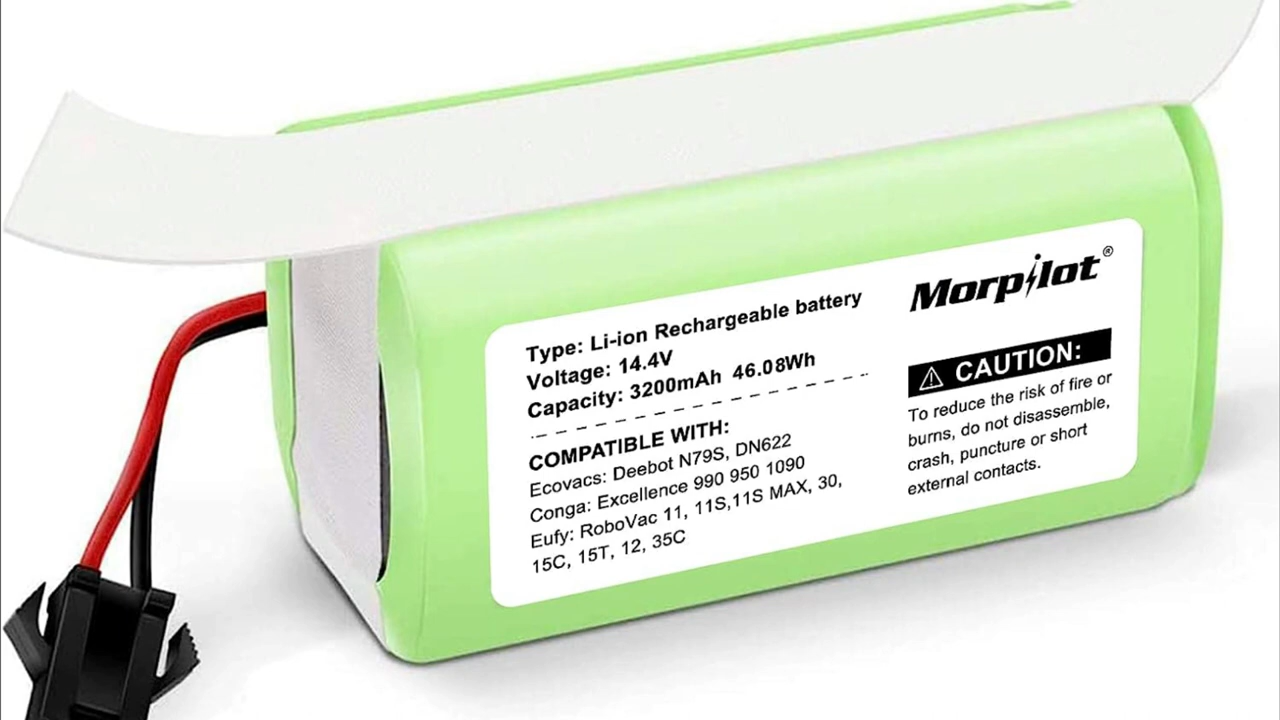 Type: Li-ion Rechargeable battery
Voltage: 14.4V
Capacity: 3200mAh 46.08Wh
COMPATIBLE WITH:
Ecovacs: Deebot N79S, DN622
Conga: Excellence 990 950 1090
Eufy: RoboVac 11, 11S,11S MAX, 30,
15C, 15T, 12, 35C
Morpilot®
⚠ CAUTION:
To reduce the risk of fire or
burns, do not disassemble,
crash, puncture or short
external contacts.